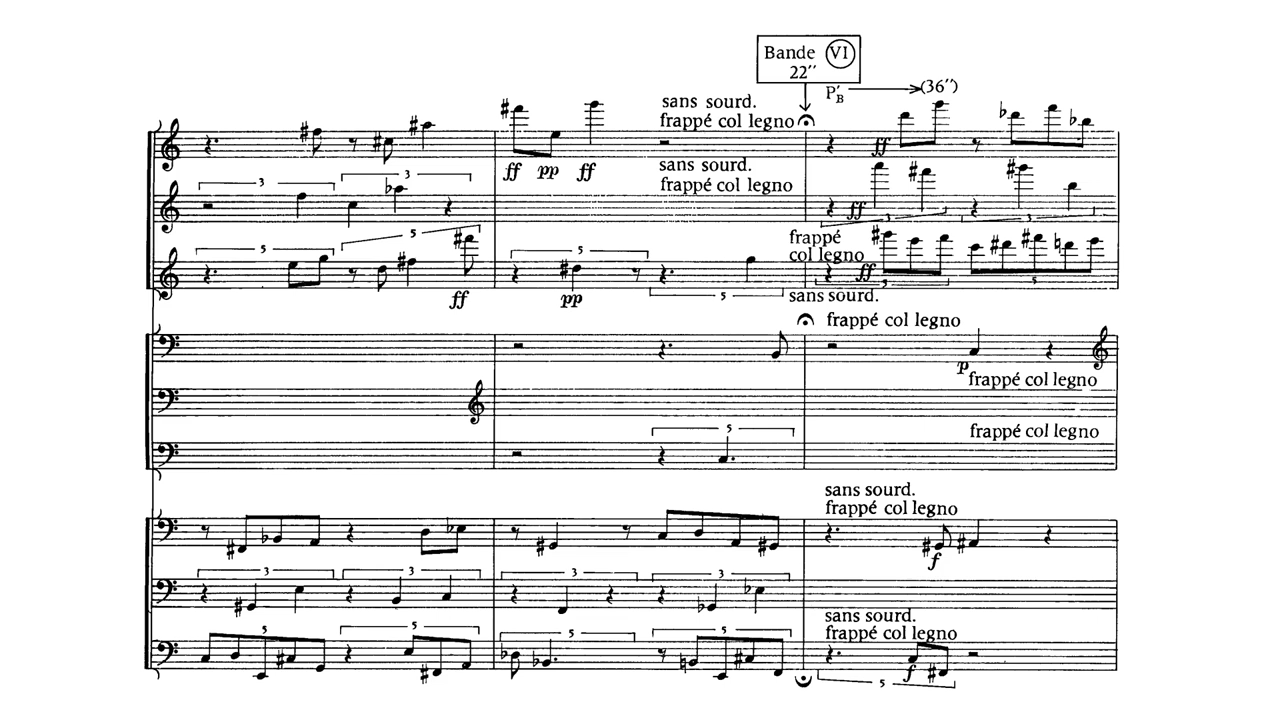 Bande VI
22′′
P′B (36′′)
sans sourd.
frappé col legno
ff pp ff ff
sans sourd.
frappé col legno
3 3 ff 3 3
5 5 5 frappé
col legno
ff pp ff
5 sans sourd. 5 5
frappé col legno
p
frappé col legno
5 frappé col legno
sans sourd.
frappé col legno
f
3 3 3 3
sans sourd.
frappé col legno
5 5 5 5
f
5